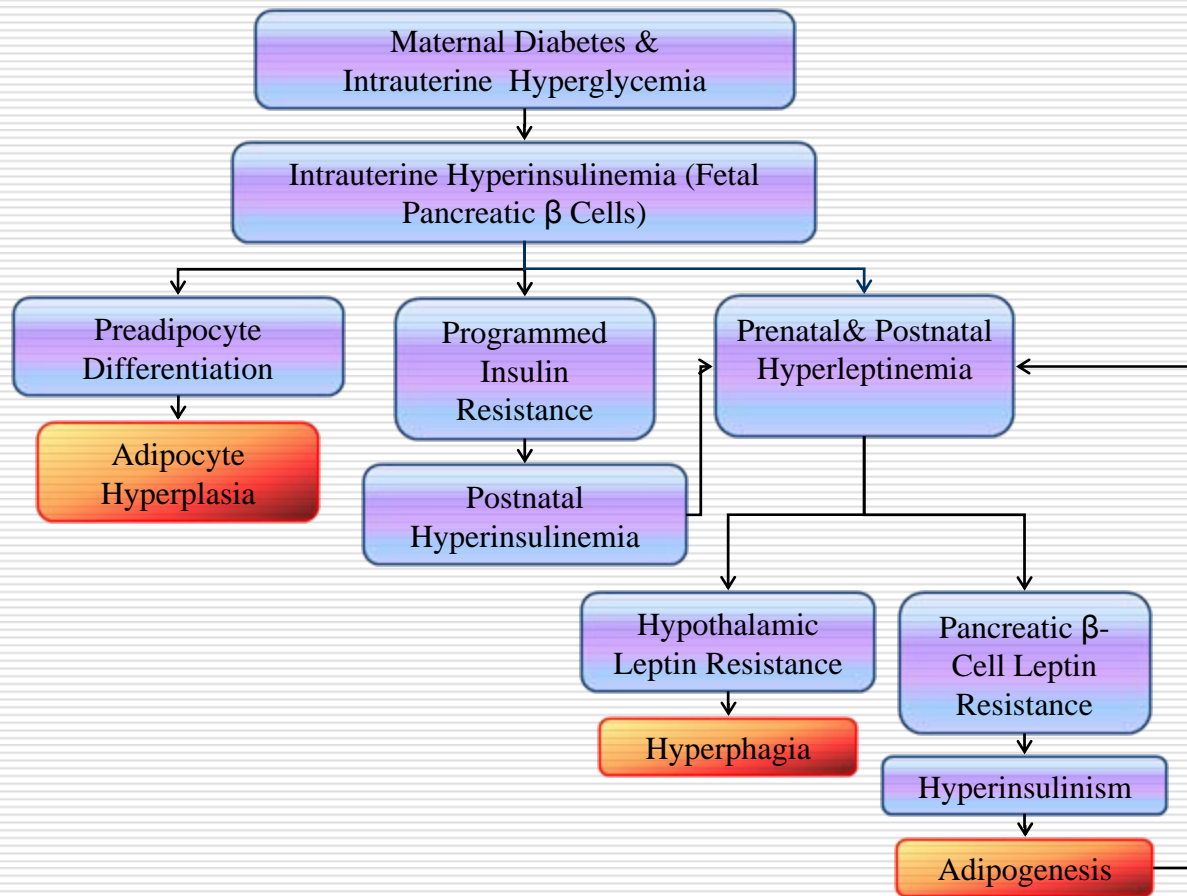 Maternal Diabetes &
Intrauterine Hyperglycemia
Intrauterine Hyperinsulinemia (Fetal
Pancreatic β Cells)
Preadipocyte
Differentiation
Adipocyte
Hyperplasia
Programmed
Insulin
Resistance
Postnatal
Hyperinsulinemia
Prenatal& Postnatal
Hyperleptinemia
Hypothalamic
Leptin Resistance
Hyperphagia
Pancreatic β-
Cell Leptin
Resistance
Hyperinsulinism
Adipogenesis